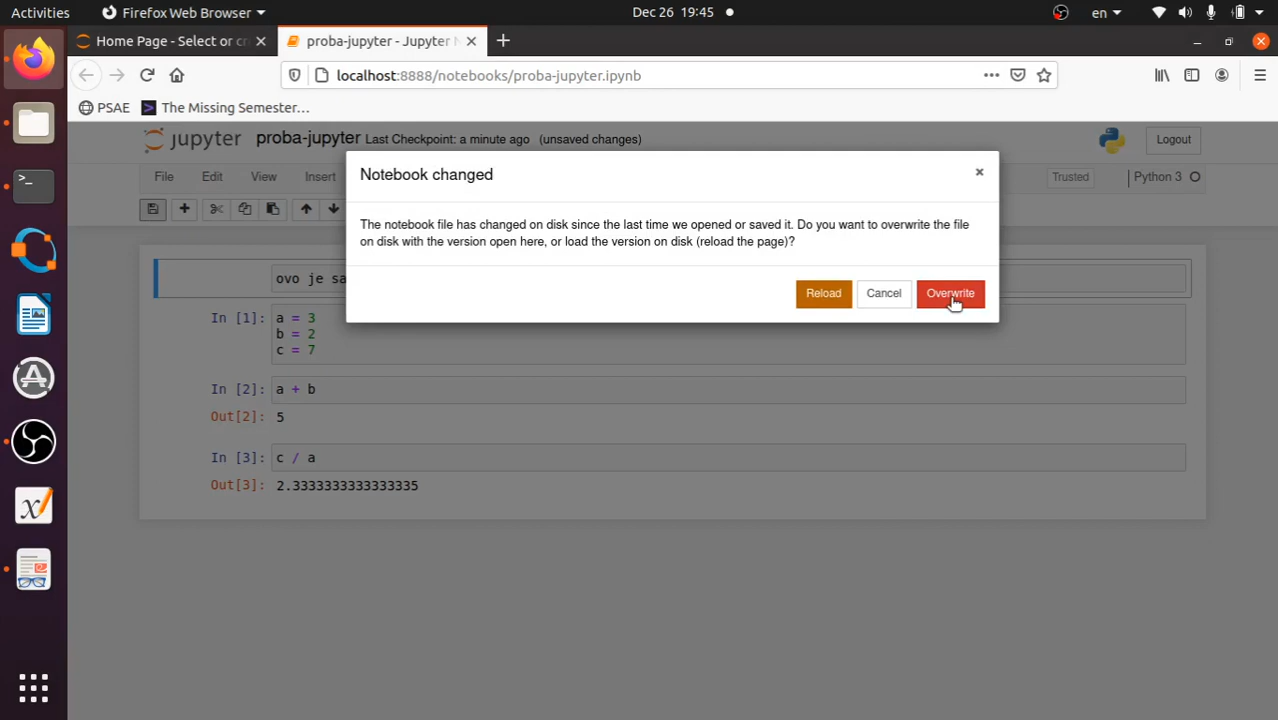 Activities Firefox Web Browser Dec 26 19:45 en
Home Page - Select or cr proba-jupyter - Jupyter N
localhost:8888/notebooks/proba-jupyter.ipynb
PSAE The Missing Semester…
jupyter proba-jupyter Last Checkpoint: a minute ago (unsaved changes) Logout
File Edit View Insert Trusted Python 3
Notebook changed
The notebook file has changed on disk since the last time we opened or saved it. Do you want to overwrite the file
on disk with the version open here, or load the version on disk (reload the page)?
Reload Cancel Overwrite
ovo je sa
In [1]: a = 3
b = 2
c = 7
In [2]: a + b
Out[2]: 5
In [3]: c / a
Out[3]: 2.3333333333333335